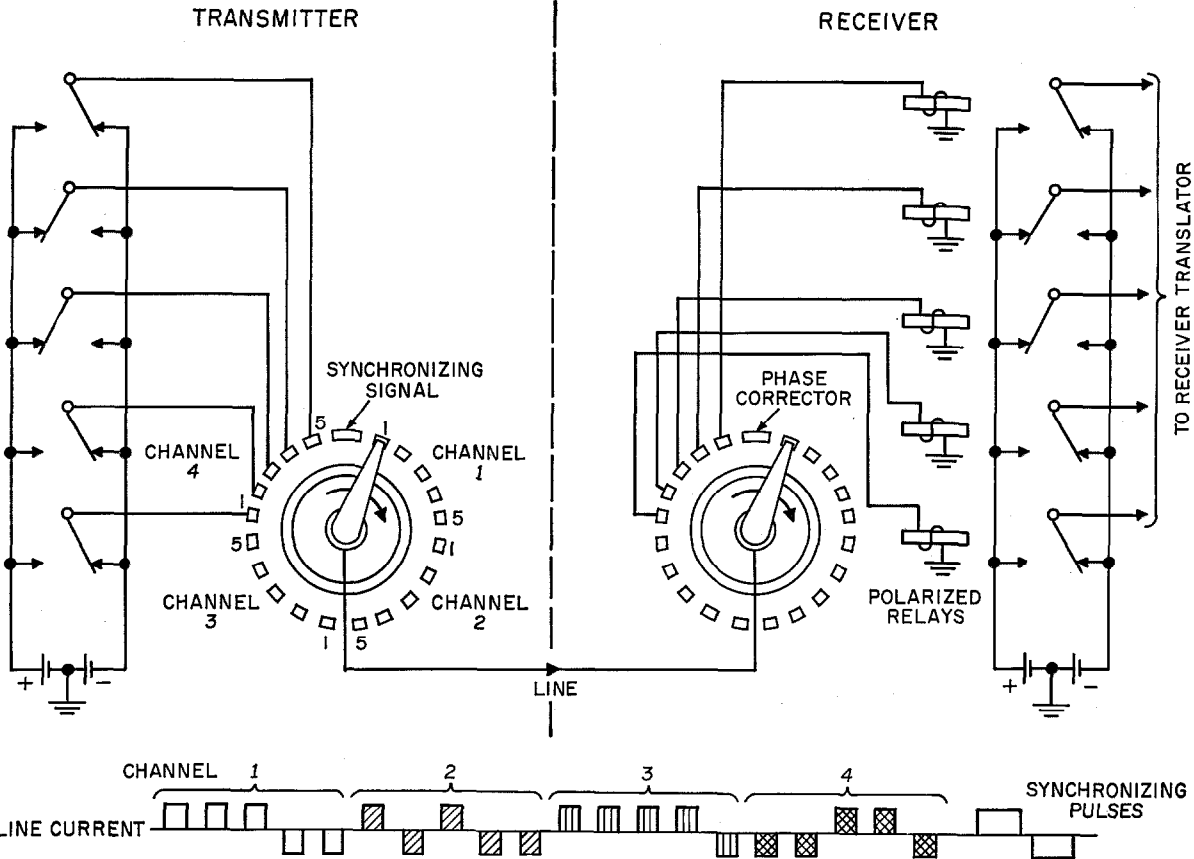 TRANSMITTER
RECEIVER
SYNCHRONIZING
SIGNAL
5
1
CHANNEL
4
CHANNEL
1
1
5
5
1
CHANNEL
3
CHANNEL
2
1
5
PHASE
CORRECTOR
POLARIZED
RELAYS
TO RECEIVER TRANSLATOR
+
-
LINE
+
-
CHANNEL 1
2
3
4
SYNCHRONIZING
PULSES
LINE CURRENT